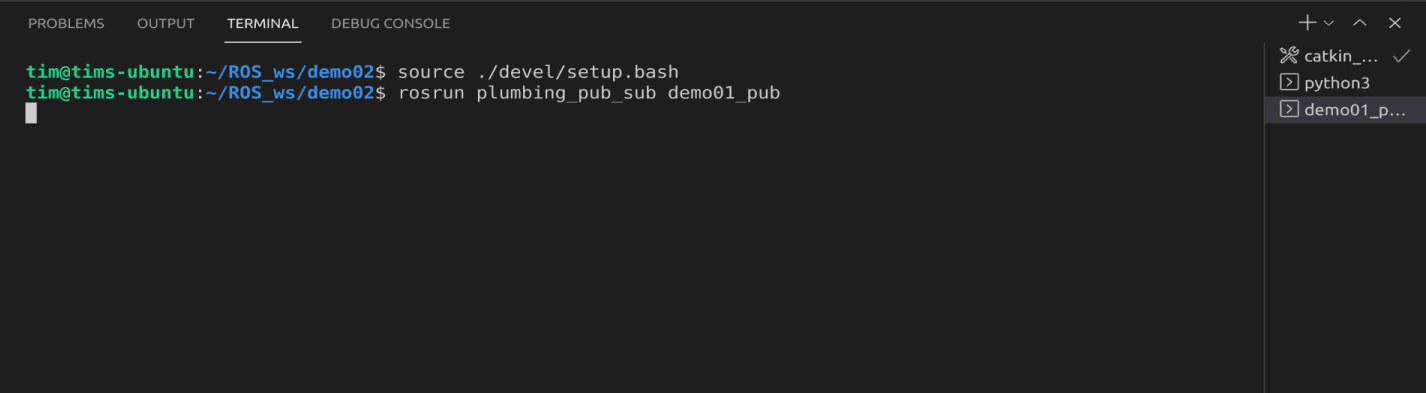 PROBLEMS OUTPUT TERMINAL DEBUG CONSOLE
tim@tims-ubuntu:~/ROS_ws/demo02$ source ./devel/setup.bash
tim@tims-ubuntu:~/ROS_ws/demo02$ rosrun plumbing_pub_sub demo01_pub
catkin_...
python3
demo01_p...